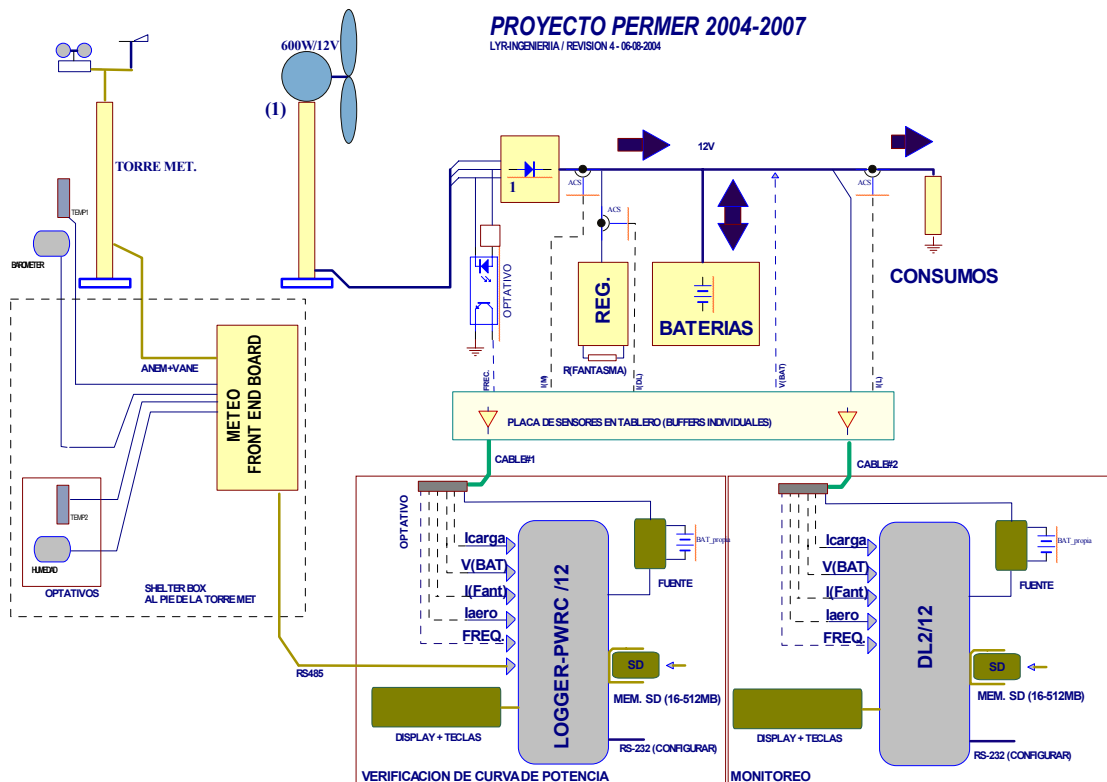 PROYECTO PERMER 2004-2007
LYR-INGENIERIIA / REVISION 4 - 06-08-2004
600W/12V
(1)
TORRE MET.
TEMP1
BAROMETER
1
12V
ACS
ACS
ACS
OPTATIVO
REG.
R(FANTASMA)
BATERIAS
CONSUMOS
ANEM+VANE
METEO
FRONT END BOARD
FREC.
I(M)
I(DL)
V(BAT)
I(L)
PLACA DE SENSORES EN TABLERO (BUFFERS INDIVIDUALES)
CABLE#1
CABLE#2
TEMP2
HUMEDAD
OPTATIVOS
SHELTER BOX
AL PIE DE LA TORRE MET
RS485
OPTATIVO
Icarga
V(BAT)
I(Fant)
Iaero
FREQ.
LOGGER-PWRC /12
BAT_propia
FUENTE
SD
MEM. SD (16-512MB)
DISPLAY + TECLAS
RS-232 (CONFIGURAR)
VERIFICACION DE CURVA DE POTENCIA
Icarga
V(BAT)
I(Fant)
Iaero
FREQ.
DL2/12
BAT_propia
FUENTE
SD
MEM. SD (16-512MB)
DISPLAY + TECLAS
RS-232 (CONFIGURAR)
MONITOREO